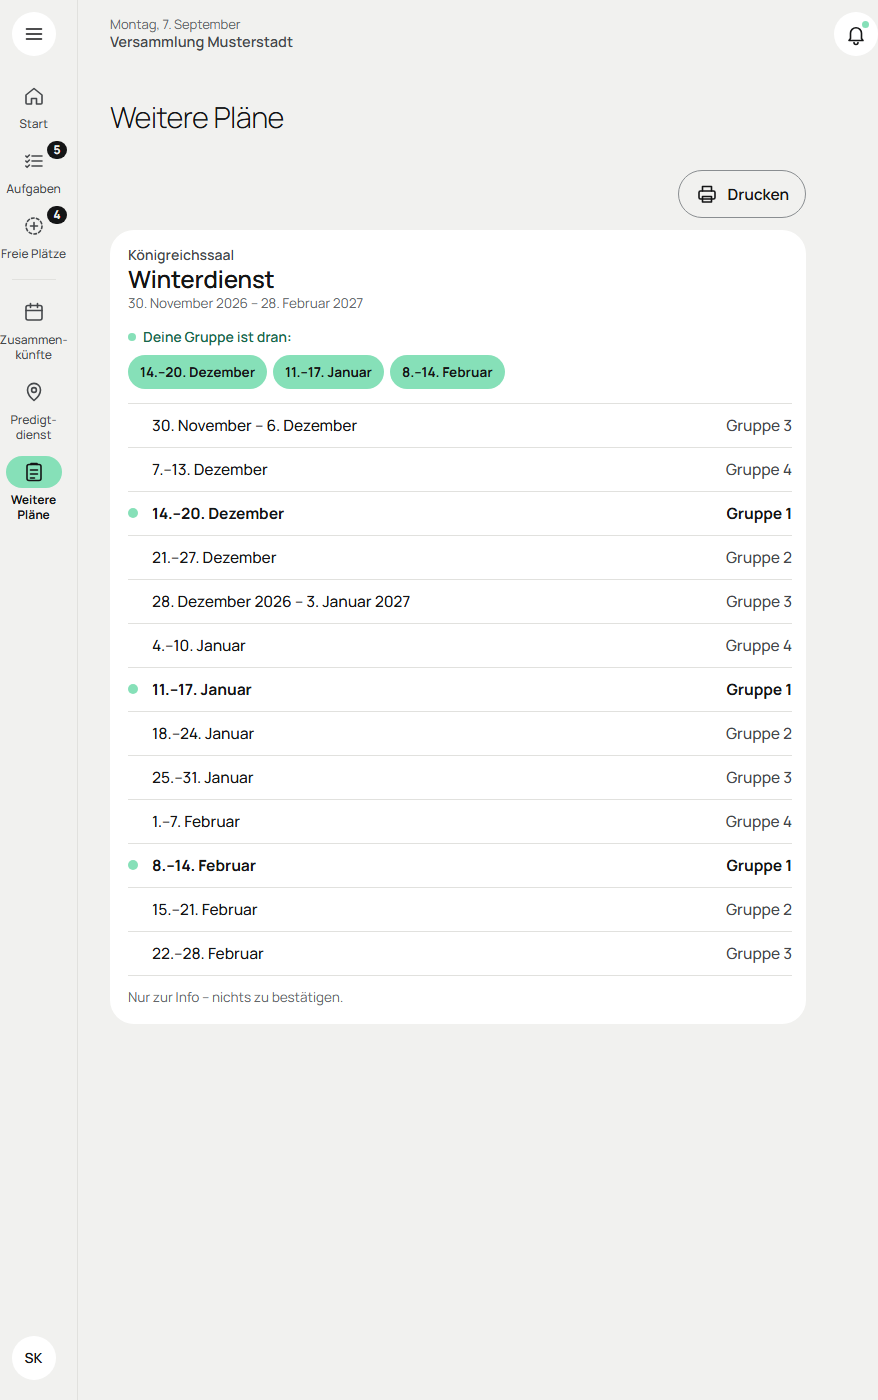 Montag, 7. September
Versammlung Musterstadt
Start
5
Aufgaben
4
Freie Plätze
Zusammen-
künfte
Predigt-
dienst
Weitere
Pläne
SK
Weitere Pläne
Drucken
Königreichssaal
Winterdienst
30. November 2026 – 28. Februar 2027
Deine Gruppe ist dran:
14.–20. Dezember 11.–17. Januar 8.–14. Februar
30. November – 6. Dezember Gruppe 3
7.–13. Dezember Gruppe 4
14.–20. Dezember Gruppe 1
21.–27. Dezember Gruppe 2
28. Dezember 2026 – 3. Januar 2027 Gruppe 3
4.–10. Januar Gruppe 4
11.–17. Januar Gruppe 1
18.–24. Januar Gruppe 2
25.–31. Januar Gruppe 3
1.–7. Februar Gruppe 4
8.–14. Februar Gruppe 1
15.–21. Februar Gruppe 2
22.–28. Februar Gruppe 3
Nur zur Info – nichts zu bestätigen.